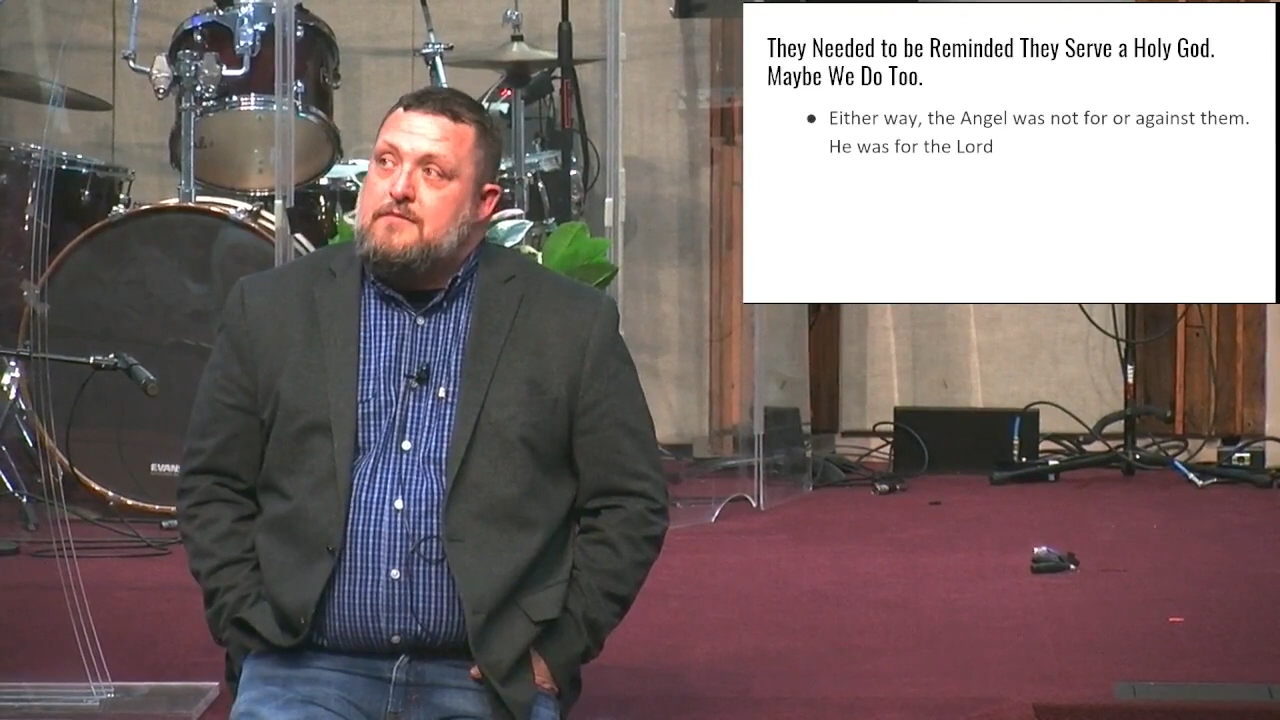 They Needed to be Reminded They Serve a Holy God.
Maybe We Do Too.
● Either way, the Angel was not for or against them.
He was for the Lord
EVANS